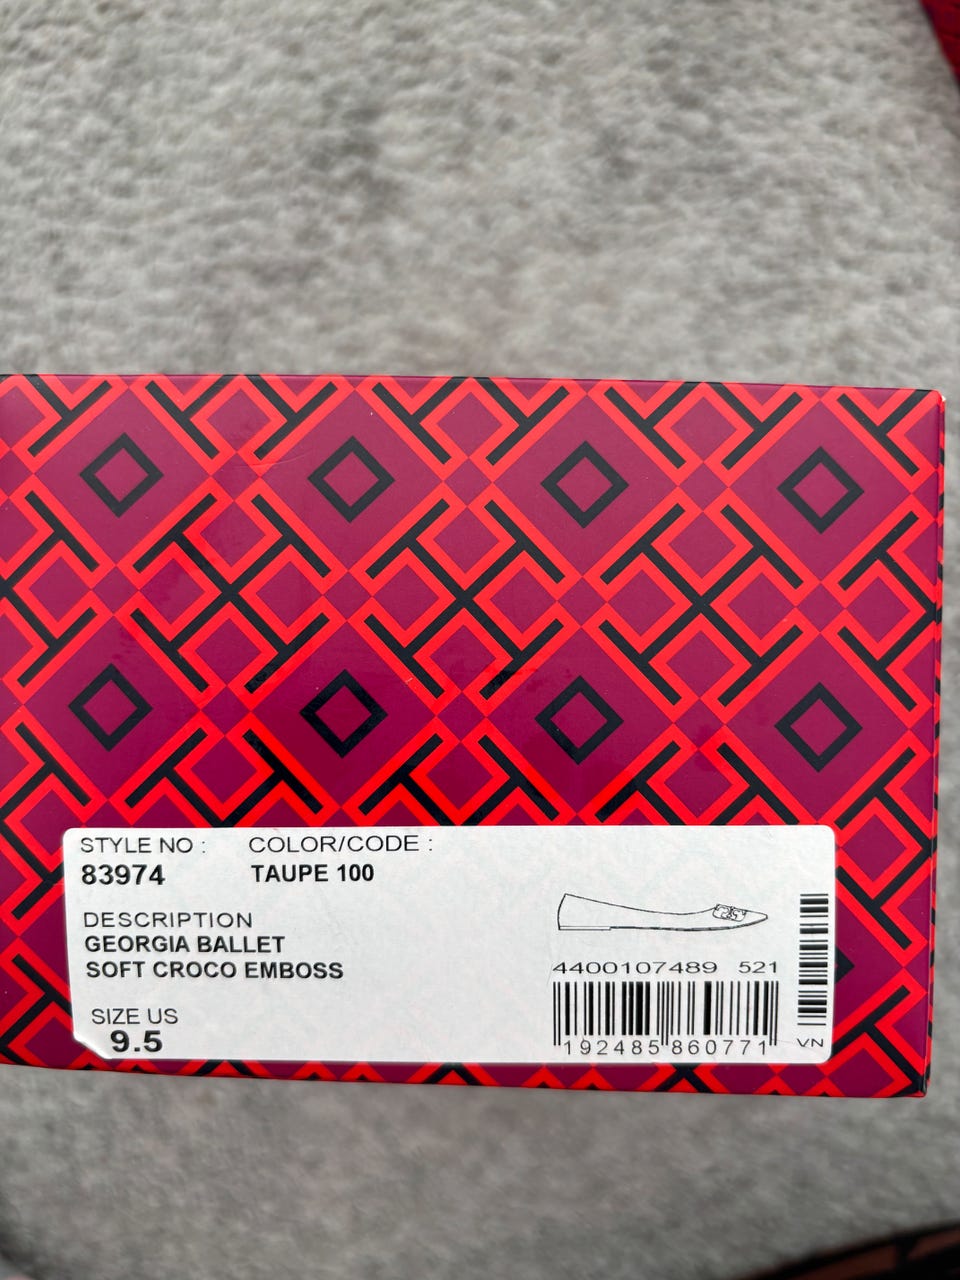 STYLE NO : COLOR/CODE :
83974 TAUPE 100
DESCRIPTION
GEORGIA BALLET
SOFT CROCO EMBOSS
SIZE US
9.5
4400107489 521
192485 860771
VN